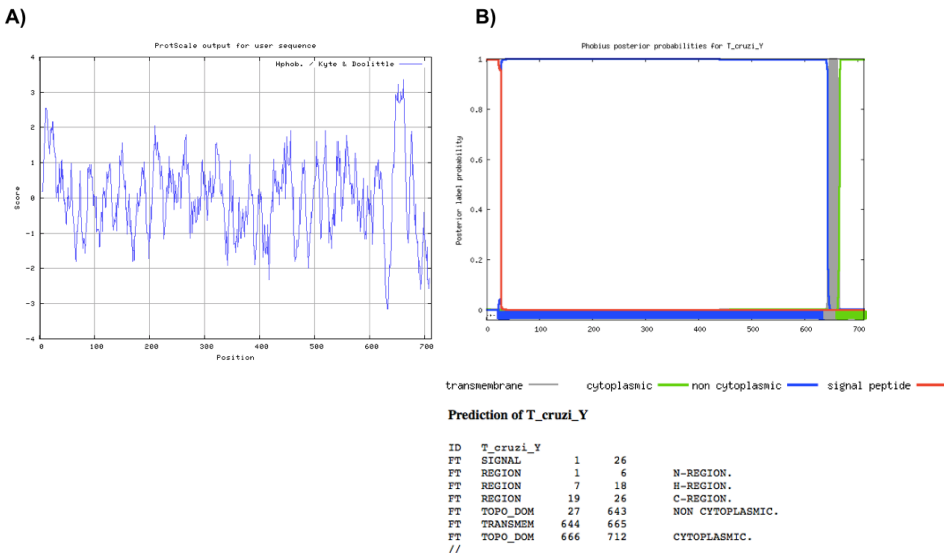 A)
B)
ProtScale output for user sequence
Hphob. / Kyte & Doolittle
4
3
2
1
0
-1
-2
-3
-4
Score
0
100
200
300
400
500
600
700
Position
Phobius posterior probabilities for T_cruzi_Y
1
0.8
0.6
0.4
0.2
0
Posterior label probability
0
100
200
300
400
500
600
700
transmembrane
cytoplasmic
non cytoplasmic
signal peptide
Prediction of T_cruzi_Y
ID T_cruzi_Y
FT SIGNAL 1 26
FT REGION 1 6 N-REGION.
FT REGION 7 18 H-REGION.
FT REGION 19 26 C-REGION.
FT TOPO_DOM 27 643 NON CYTOPLASMIC.
FT TRANSMEM 644 665
FT TOPO_DOM 666 712 CYTOPLASMIC.
//